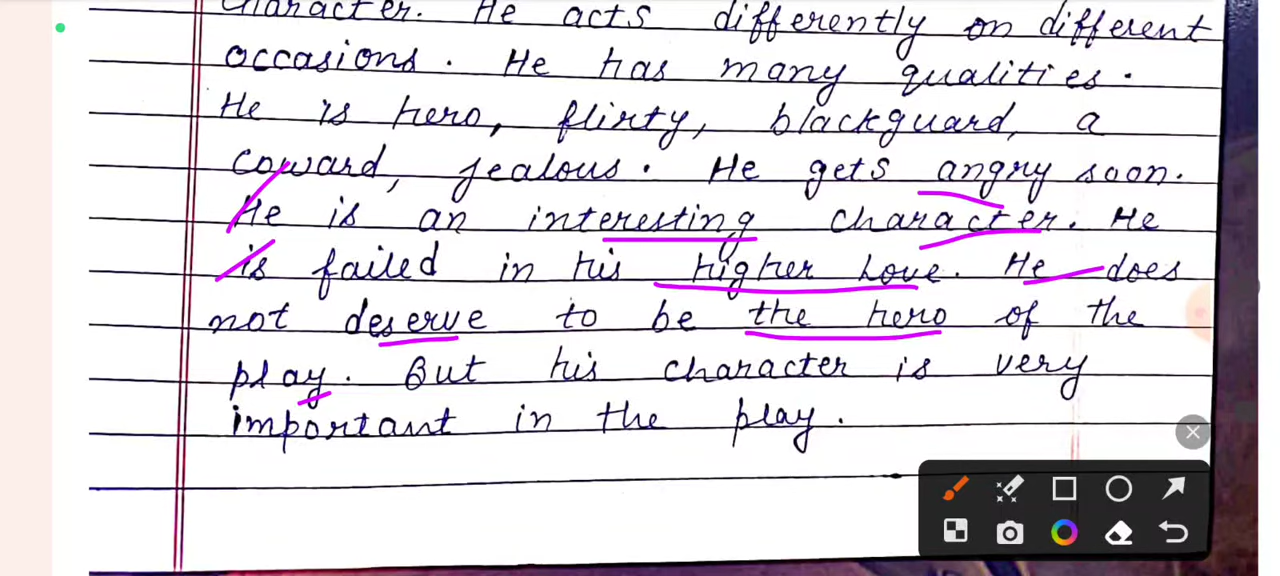 character. He acts differently on different
occasions. He has many qualities.
He is hero, flirty, blackguard, a
coward, jealous. He gets angry soon.
He is an interesting character. He
is failed in his higher love. He does
not deserve to be the hero of the
play. But his character is very
important in the play.